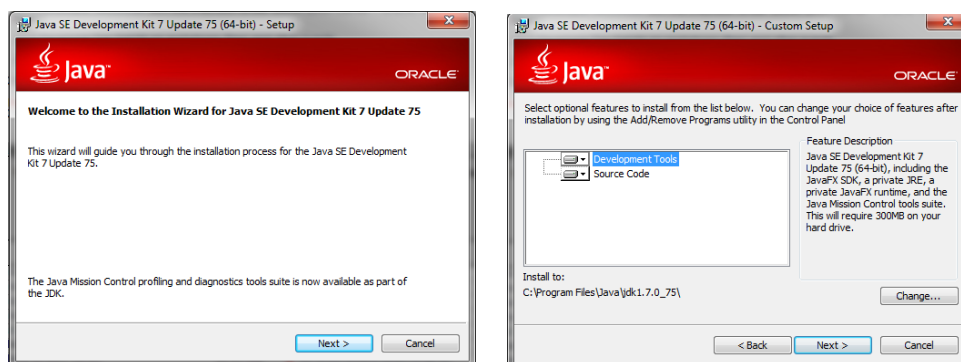 Java SE Development Kit 7 Update 75 (64-bit) - Setup
Java™
ORACLE®
Welcome to the Installation Wizard for Java SE Development Kit 7 Update 75
This wizard will guide you through the installation process for the Java SE Development
Kit 7 Update 75.
The Java Mission Control profiling and diagnostics tools suite is now available as part of
the JDK.
Next >
Cancel
Java SE Development Kit 7 Update 75 (64-bit) - Custom Setup
Java™
ORACLE
Select optional features to install from the list below. You can change your choice of features after
installation by using the Add/Remove Programs utility in the Control Panel
Development Tools
Source Code
Feature Description
Java SE Development Kit 7
Update 75 (64-bit), including the
JavaFX SDK, a private JRE, a
private JavaFX runtime, and the
Java Mission Control tools suite.
This will require 300MB on your
hard drive.
Install to:
C:\Program Files\Java\jdk1.7.0_75\
Change...
< Back
Next >
Cancel